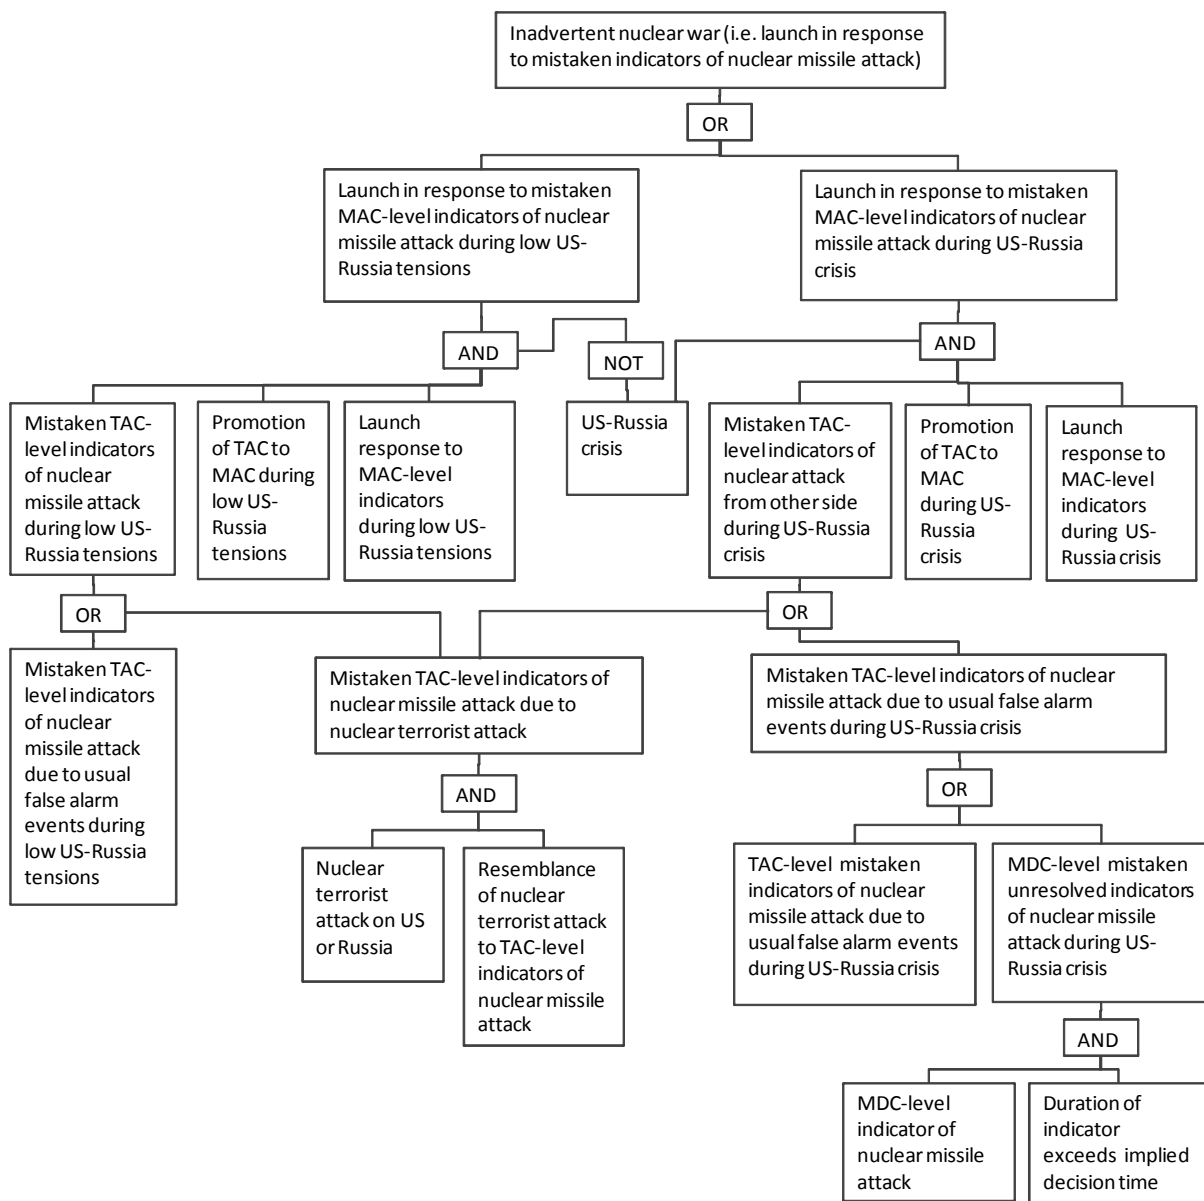 Inadvertent nuclear war (i.e. launch in response
to mistaken indicators of nuclear missile attack)
OR
Launch in response to mistaken
MAC-level indicators of nuclear
missile attack during low US-
Russia tensions
Launch in response to mistaken
MAC-level indicators of nuclear
missile attack during US-Russia
crisis
AND
NOT
AND
Mistaken TAC-
level indicators
of nuclear
missile attack
during low US-
Russia tensions
Promotion
of TAC to
MAC during
low US-
Russia
tensions
Launch
response to
MAC-level
indicators
during low US-
Russia tensions
US-Russia
crisis
Mistaken TAC-
level indicators of
nuclear attack
from other side
during US-Russia
crisis
Promotion
of TAC to
MAC
during US-
Russia
crisis
Launch
response to
MAC-level
indicators
during US-
Russia crisis
OR
OR
Mistaken TAC-
level indicators
of nuclear
missile attack
due to usual
false alarm
events during
low US-Russia
tensions
Mistaken TAC-level indicators of
nuclear missile attack due to
nuclear terrorist attack
Mistaken TAC-level indicators of nuclear
missile attack due to usual false alarm
events during US-Russia crisis
AND
OR
Nuclear
terrorist
attack on US
or Russia
Resemblance
of nuclear
terrorist attack
to TAC-level
indicators of
nuclear missile
attack
TAC-level mistaken
indicators of nuclear
missile attack due to
usual false alarm events
during US-Russia crisis
MDC-level mistaken
unresolved indicators
of nuclear missile
attack during US-
Russia crisis
AND
MDC-level
indicator of
nuclear missile
attack
Duration of
indicator
exceeds implied
decision time